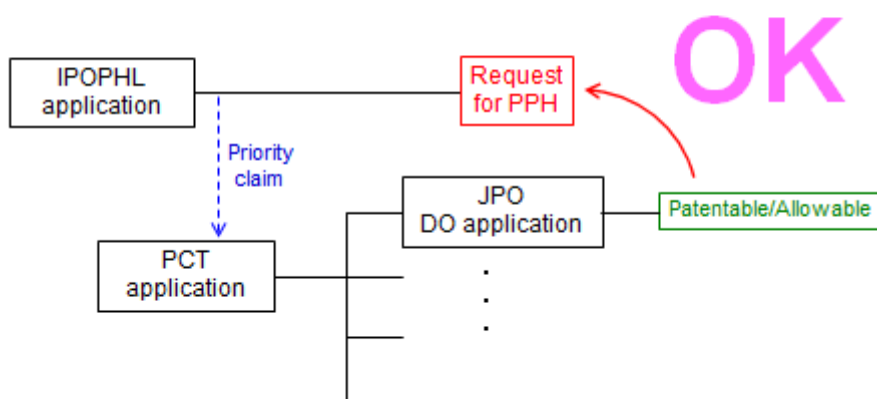 OK
IPOPHL
application
Request
for PPH
Priority
claim
JPO
DO application
Patentable/Allowable
PCT
application